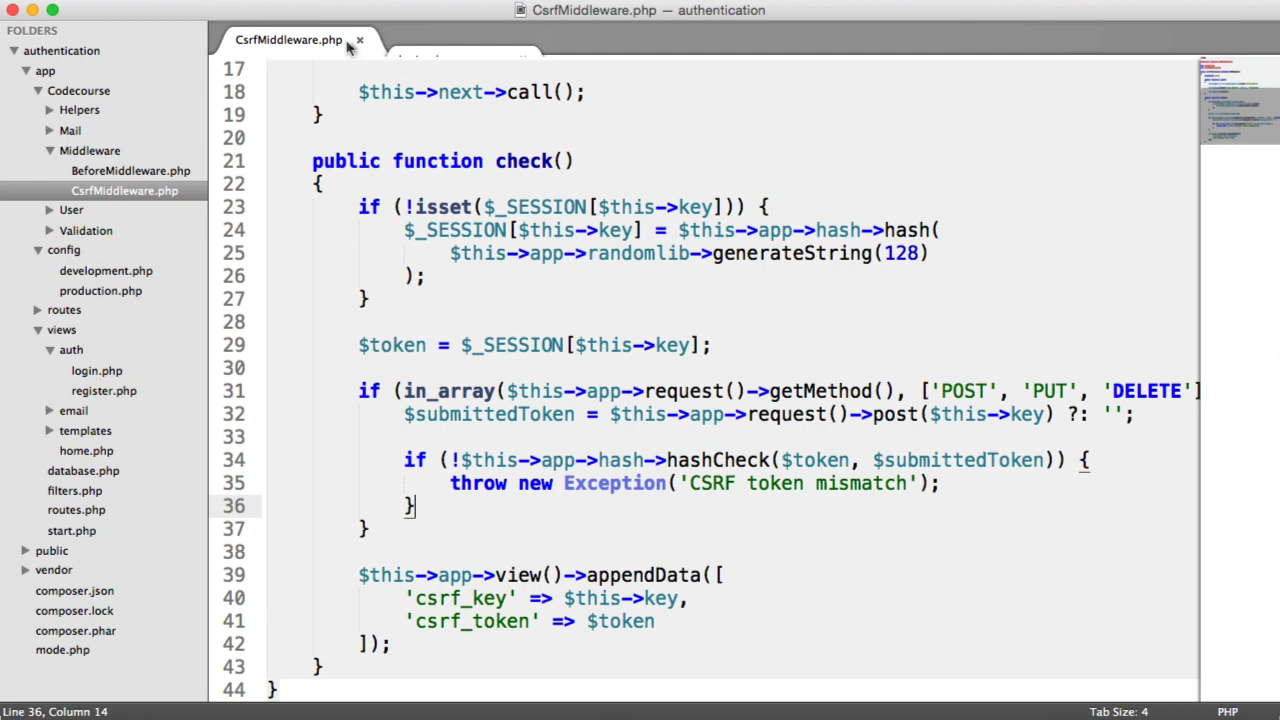 CsrfMiddleware.php — authentication
FOLDERS
authentication
app
Codecourse
Helpers
Mail
Middleware
BeforeMiddleware.php
CsrfMiddleware.php
User
Validation
config
development.php
production.php
routes
views
auth
login.php
register.php
email
templates
home.php
database.php
filters.php
routes.php
start.php
public
vendor
composer.json
composer.lock
composer.phar
mode.php
CsrfMiddleware.php ×
17
18 $this->next->call();
19 }
20
21 public function check()
22 {
23 if (!isset($_SESSION[$this->key])) {
24 $_SESSION[$this->key] = $this->app->hash->hash(
25 $this->app->randomlib->generateString(128)
26 );
27 }
28
29 $token = $_SESSION[$this->key];
30
31 if (in_array($this->app->request()->getMethod(), ['POST', 'PUT', 'DELETE']
32 $submittedToken = $this->app->request()->post($this->key) ?: '';
33
34 if (!$this->app->hash->hashCheck($token, $submittedToken)) {
35 throw new Exception('CSRF token mismatch');
36 }
37 }
38
39 $this->app->view()->appendData([
40 'csrf_key' => $this->key,
41 'csrf_token' => $token
42 ]);
43 }
44 }
Line 36, Column 14
Tab Size: 4
PHP